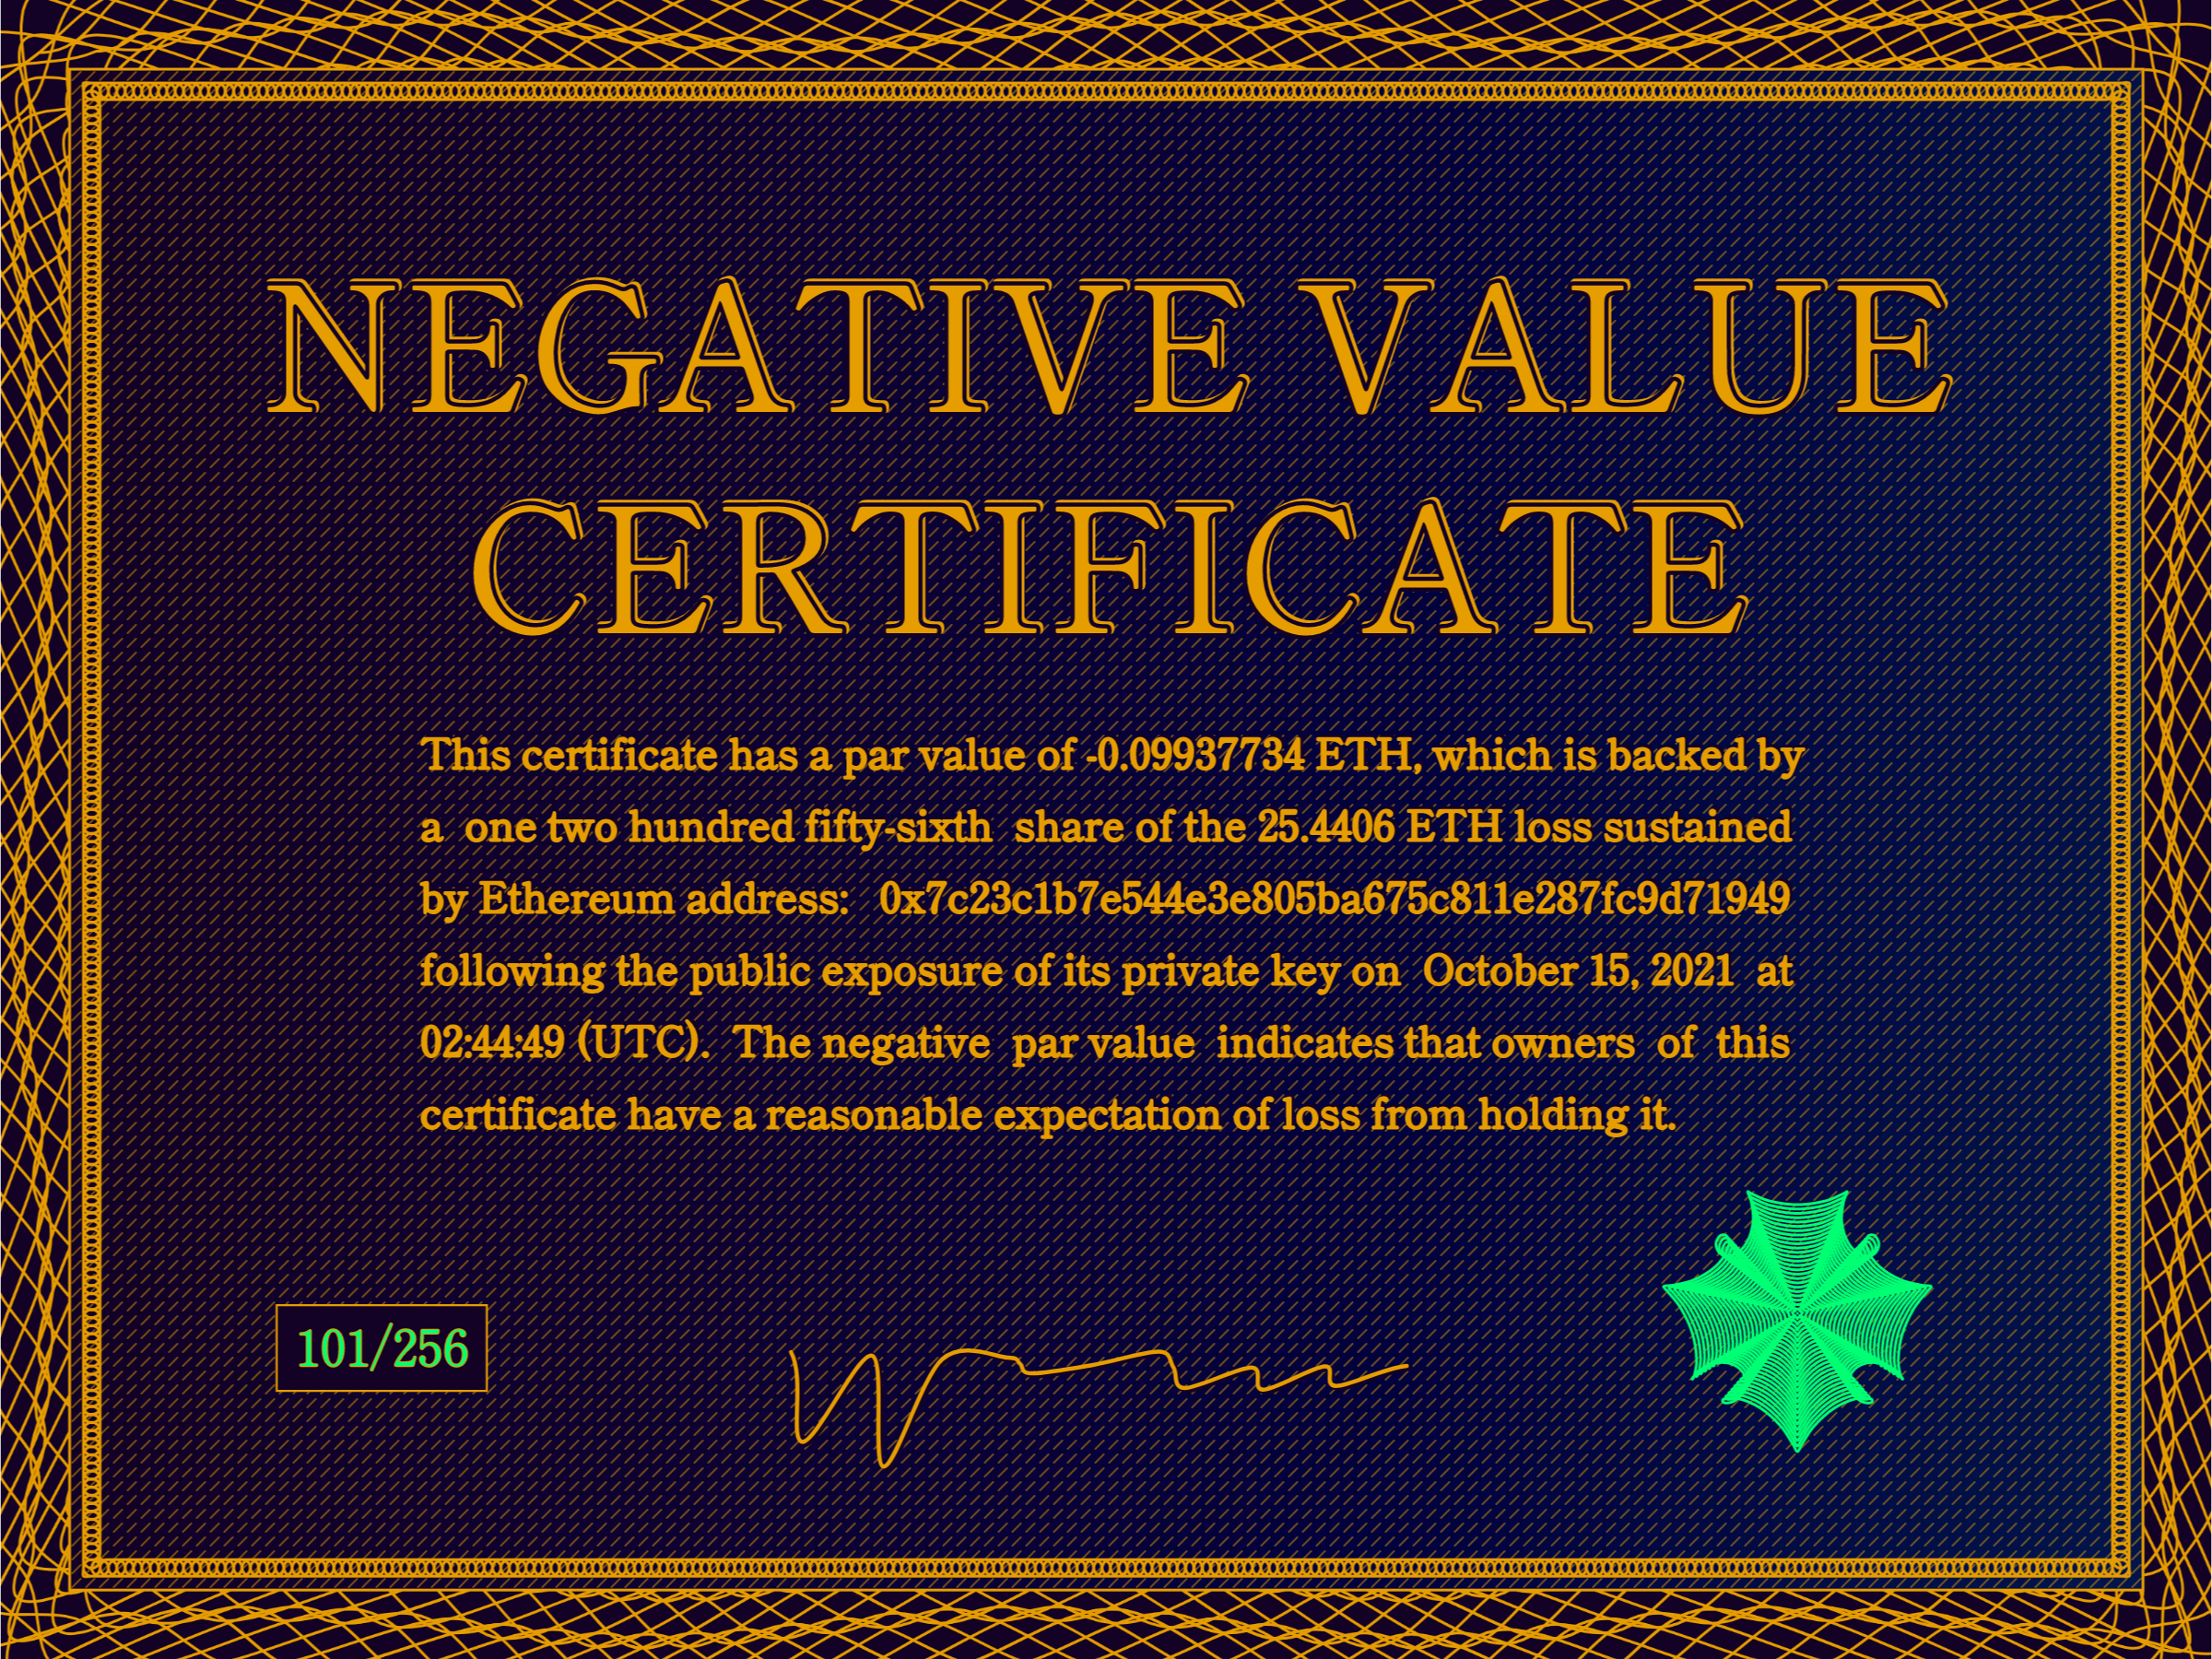 NEGATIVE VALUE
CERTIFICATE
This certificate has a par value of -0.09937734 ETH, which is backed by
a one two hundred fifty-sixth share of the 25.4406 ETH loss sustained
by Ethereum address: 0x7c23c1b7e544e3e805ba675c811e287fc9d71949
following the public exposure of its private key on October 15, 2021 at
02:44:49 (UTC). The negative par value indicates that owners of this
certificate have a reasonable expectation of loss from holding it.
101/256